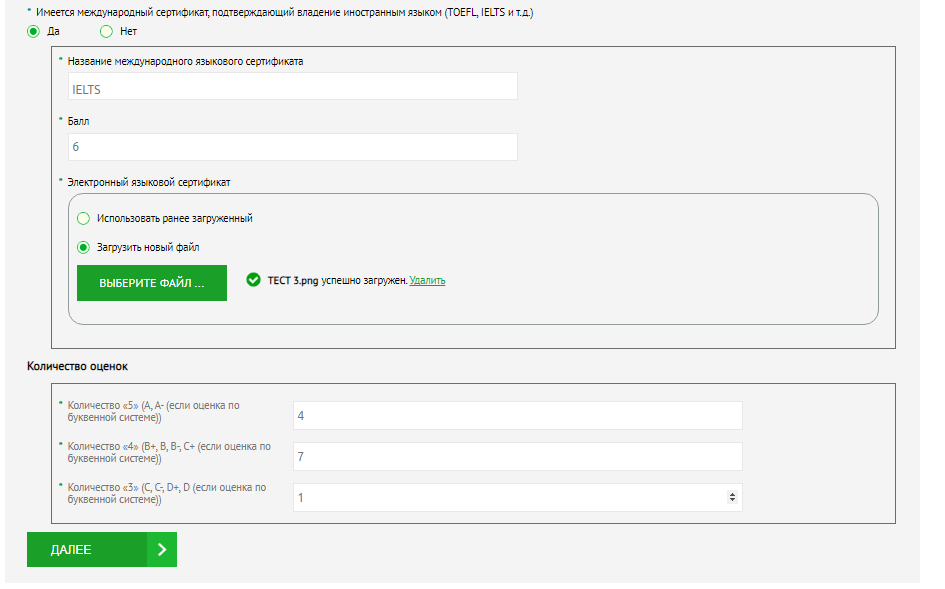 * Имеется международный сертификат, подтверждающий владение иностранным языком (TOEFL, IELTS и т.д.)
Да Нет
* Название международного языкового сертификата
IELTS
* Балл
6
* Электронный языковой сертификат
Использовать ранее загруженный
Загрузить новый файл
ВЫБЕРИТЕ ФАЙЛ ... ТЕСТ 3.png успешно загружен. Удалить
Количество оценок
* Количество «5» (A, A- (если оценка по
буквенной системе))
4
* Количество «4» (B+, B, B-, C+ (если оценка по
буквенной системе))
7
* Количество «3» (C, C-, D+, D (если оценка по
буквенной системе))
1
ДАЛЕЕ